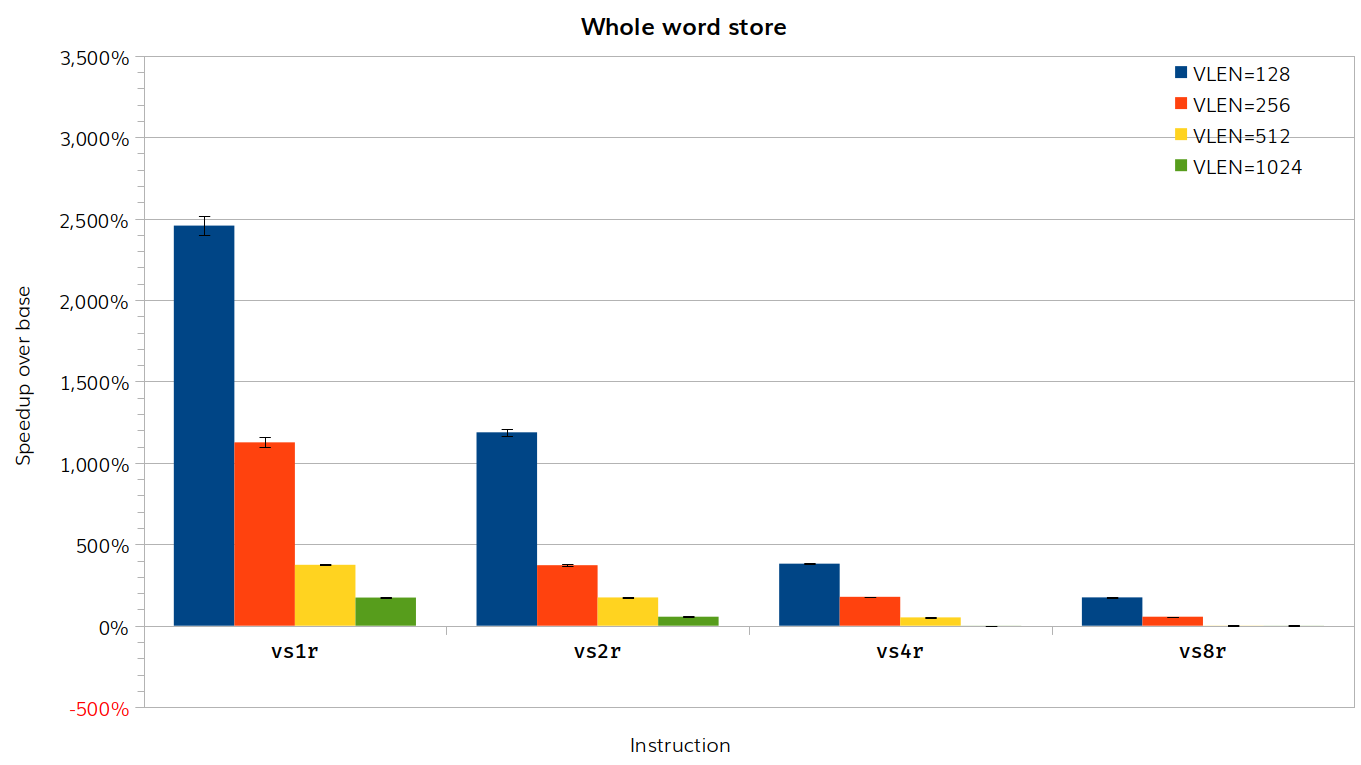 Whole word store
3,500%
3,000%
2,500%
2,000%
1,500%
1,000%
500%
0%
-500%
Speedup over base
VLEN=128
VLEN=256
VLEN=512
VLEN=1024
vs1r
vs2r
vs4r
vs8r
Instruction